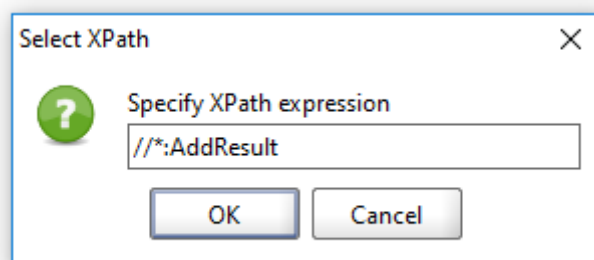 Select XPath
Specify XPath expression
//*:AddResult
OK
Cancel